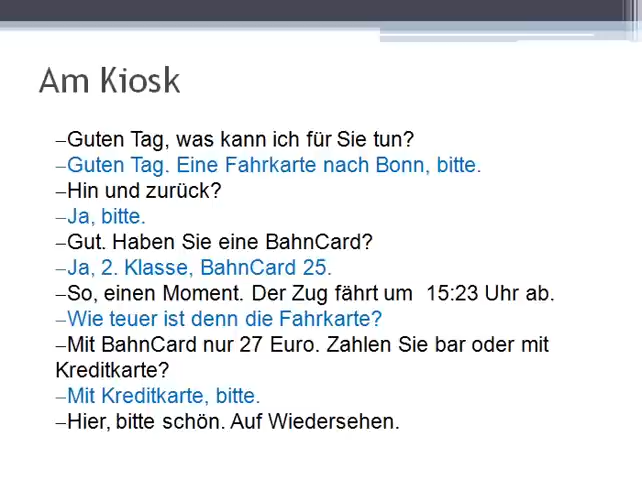 Am Kiosk
–Guten Tag, was kann ich für Sie tun?
–Guten Tag. Eine Fahrkarte nach Bonn, bitte.
–Hin und zurück?
–Ja, bitte.
–Gut. Haben Sie eine BahnCard?
–Ja, 2. Klasse, BahnCard 25.
–So, einen Moment. Der Zug fährt um  15:23 Uhr ab.
–Wie teuer ist denn die Fahrkarte?
–Mit BahnCard nur 27 Euro. Zahlen Sie bar oder mit
Kreditkarte?
–Mit Kreditkarte, bitte.
–Hier, bitte schön. Auf Wiedersehen.